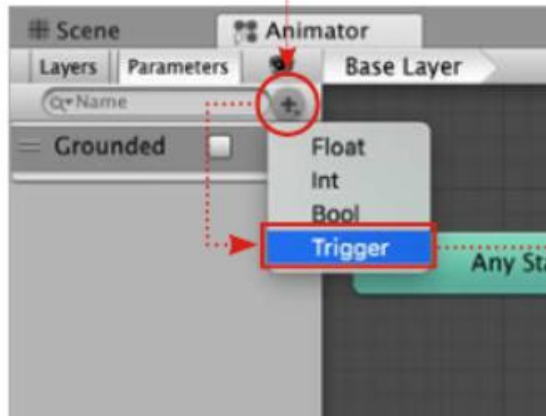 Scene Animator
Layers Parameters Base Layer
Name
Grounded
Float
Int
Bool
Trigger
Any Sta